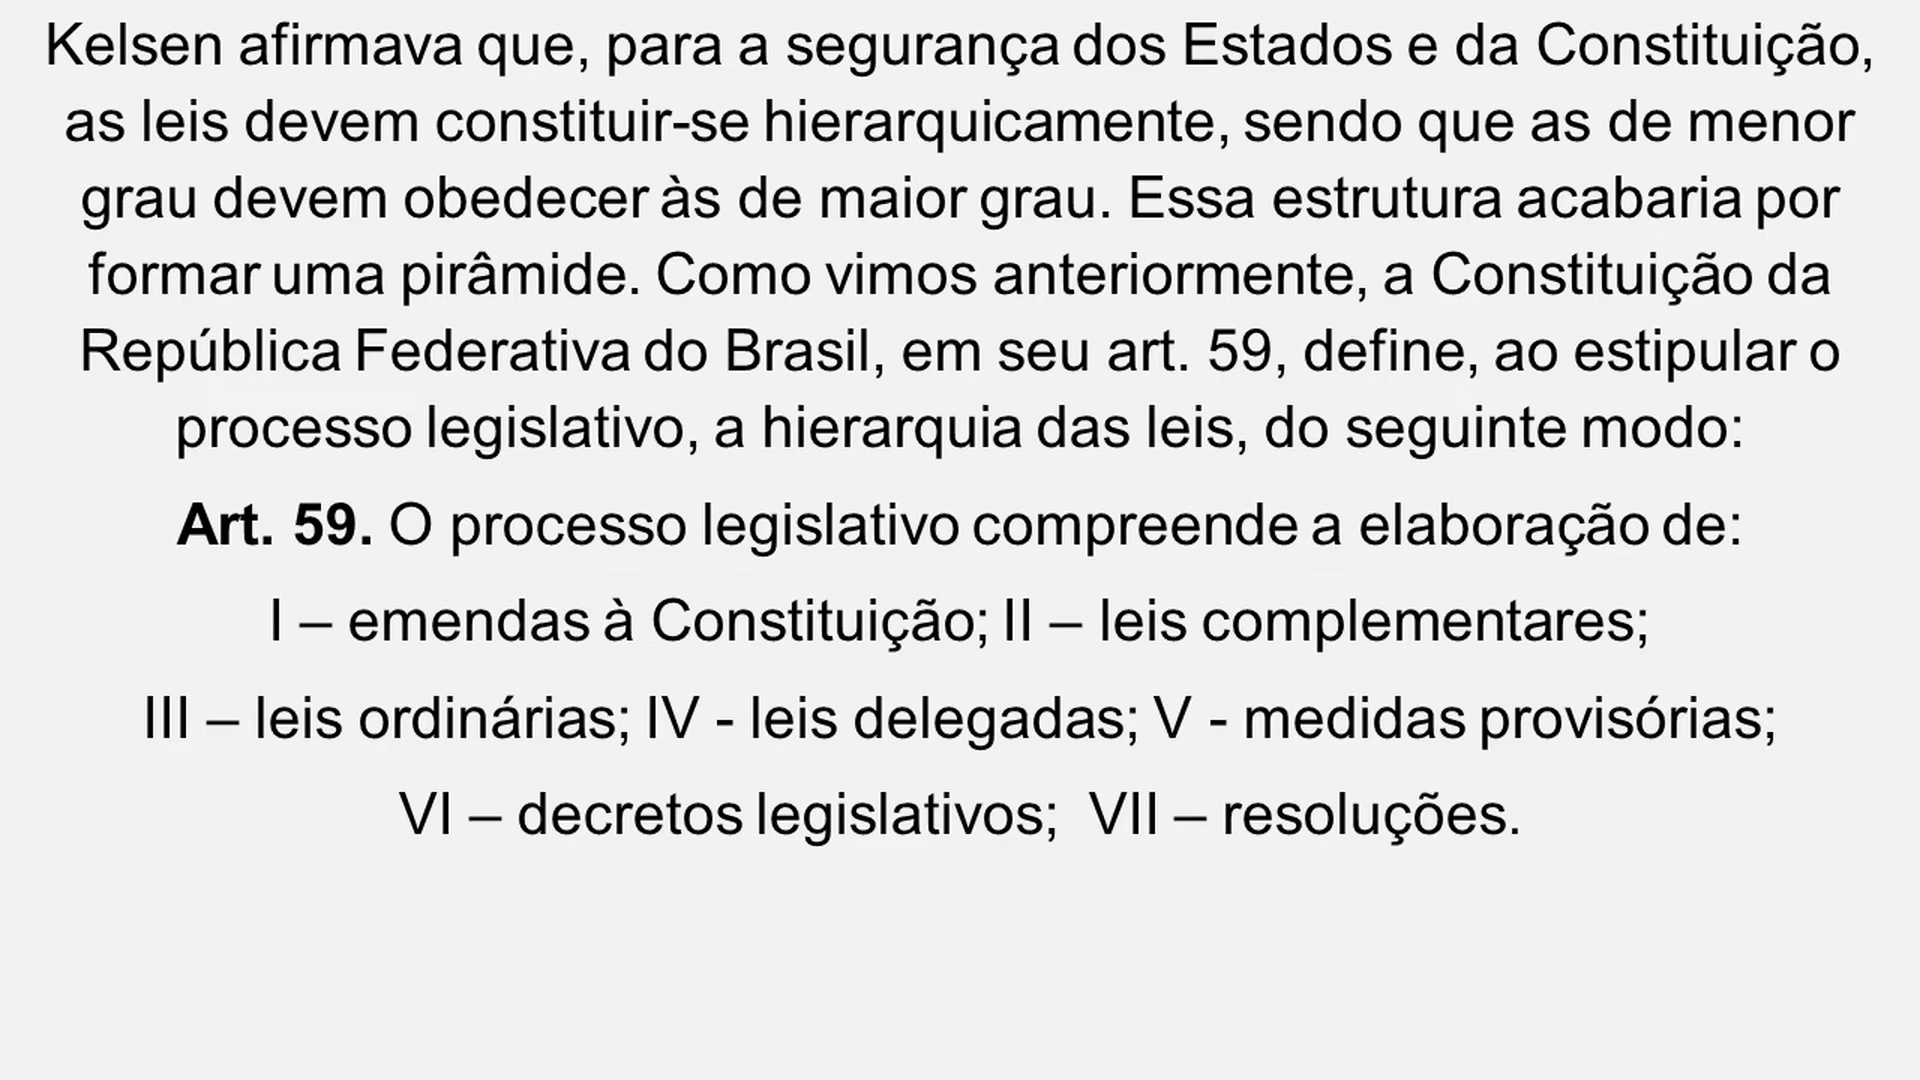 Kelsen afirmava que, para a segurança dos Estados e da Constituição,
as leis devem constituir-se hierarquicamente, sendo que as de menor
grau devem obedecer às de maior grau. Essa estrutura acabaria por
formar uma pirâmide. Como vimos anteriormente, a Constituição da
República Federativa do Brasil, em seu art. 59, define, ao estipular o
processo legislativo, a hierarquia das leis, do seguinte modo:
Art. 59. O processo legislativo compreende a elaboração de:
I – emendas à Constituição; II – leis complementares;
III – leis ordinárias; IV - leis delegadas; V - medidas provisórias;
VI – decretos legislativos;  VII – resoluções.